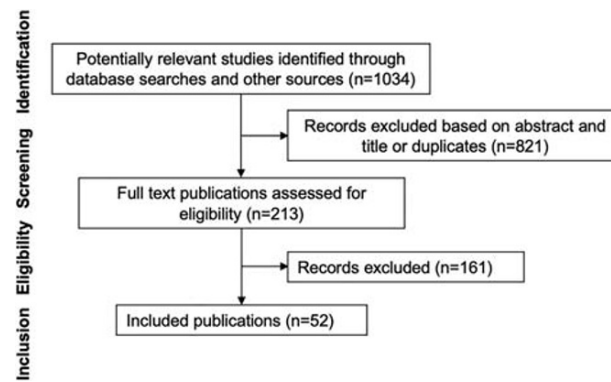 Potentially relevant studies identified through
database searches and other sources (n=1034)
Records excluded based on abstract and
title or duplicates (n=821)
Full text publications assessed for
eligibility (n=213)
Records excluded (n=161)
Included publications (n=52)
Inclusion Eligibility Screening Identification